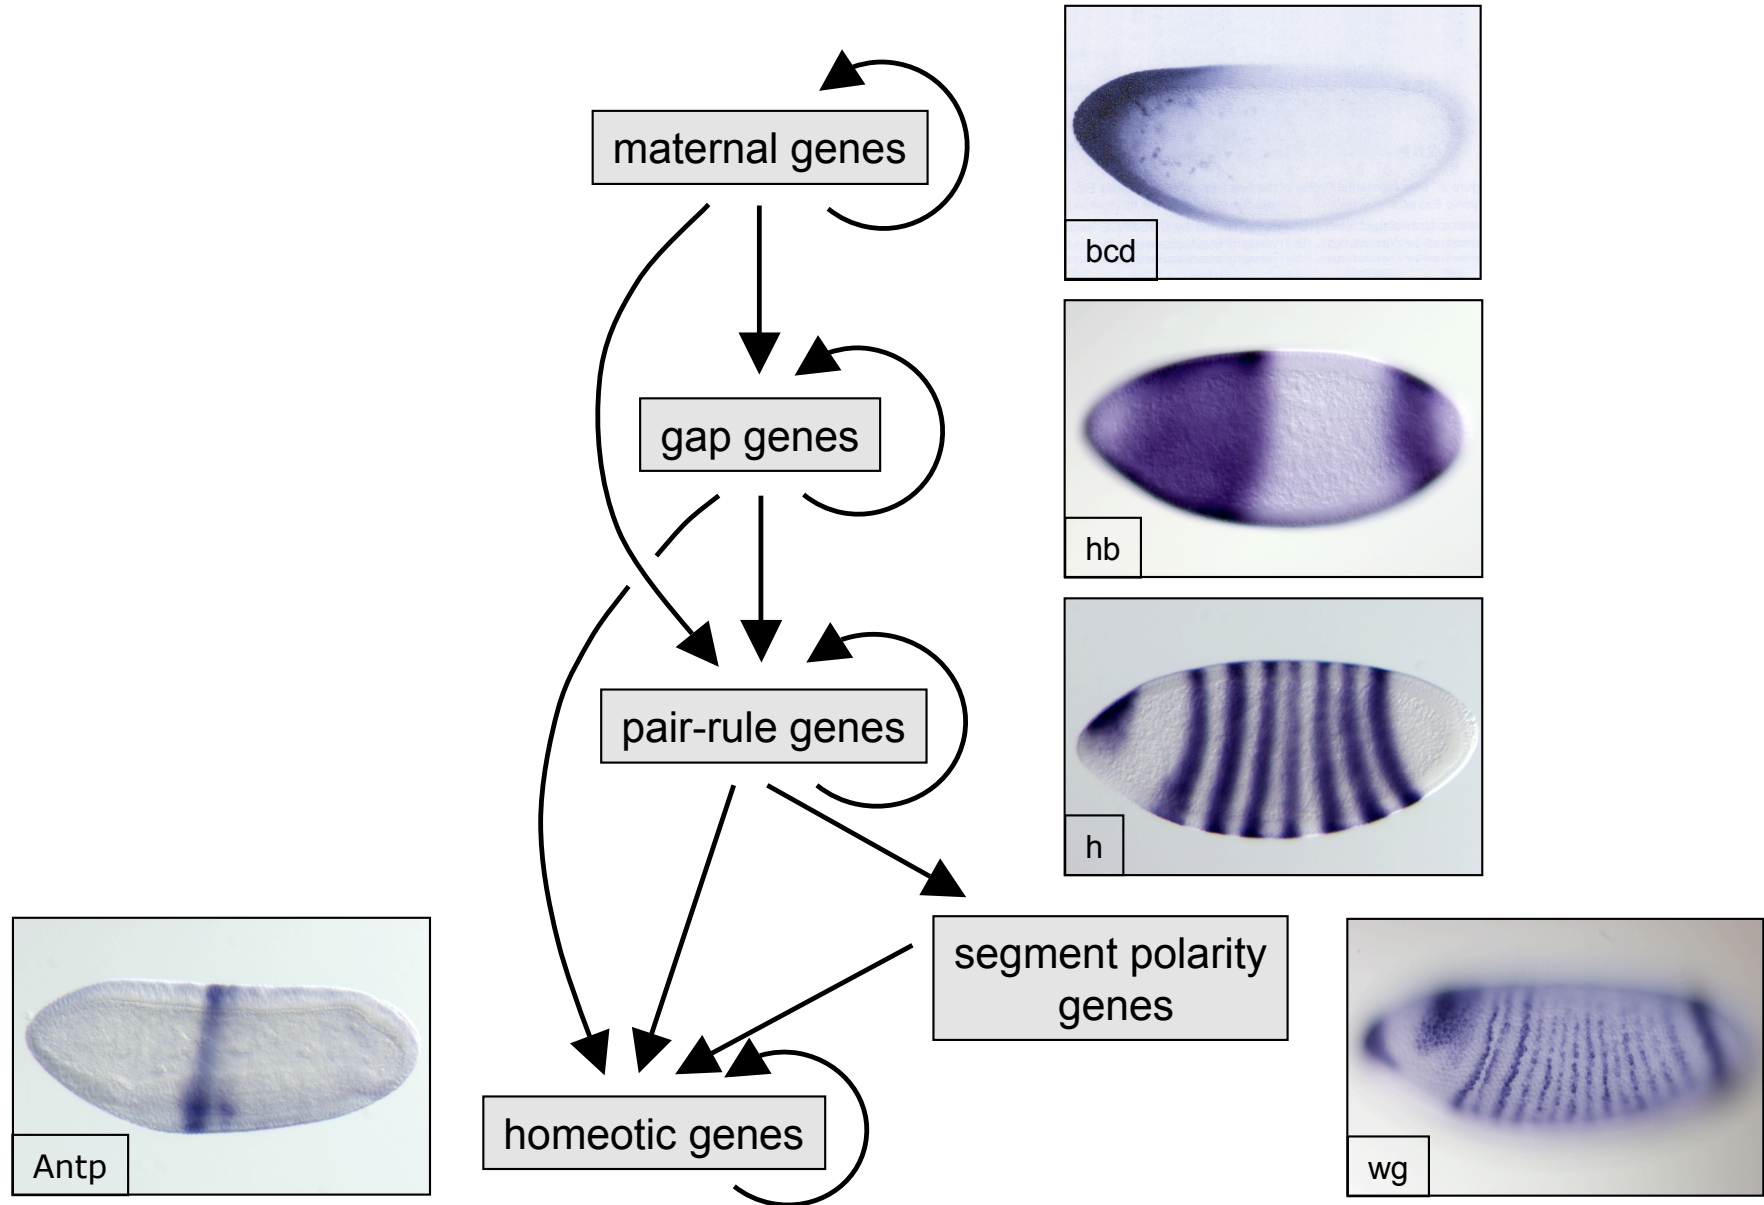 maternal genes
bcd
gap genes
hb
pair-rule genes
h
segment polarity
genes
homeotic genes
Antp
wg